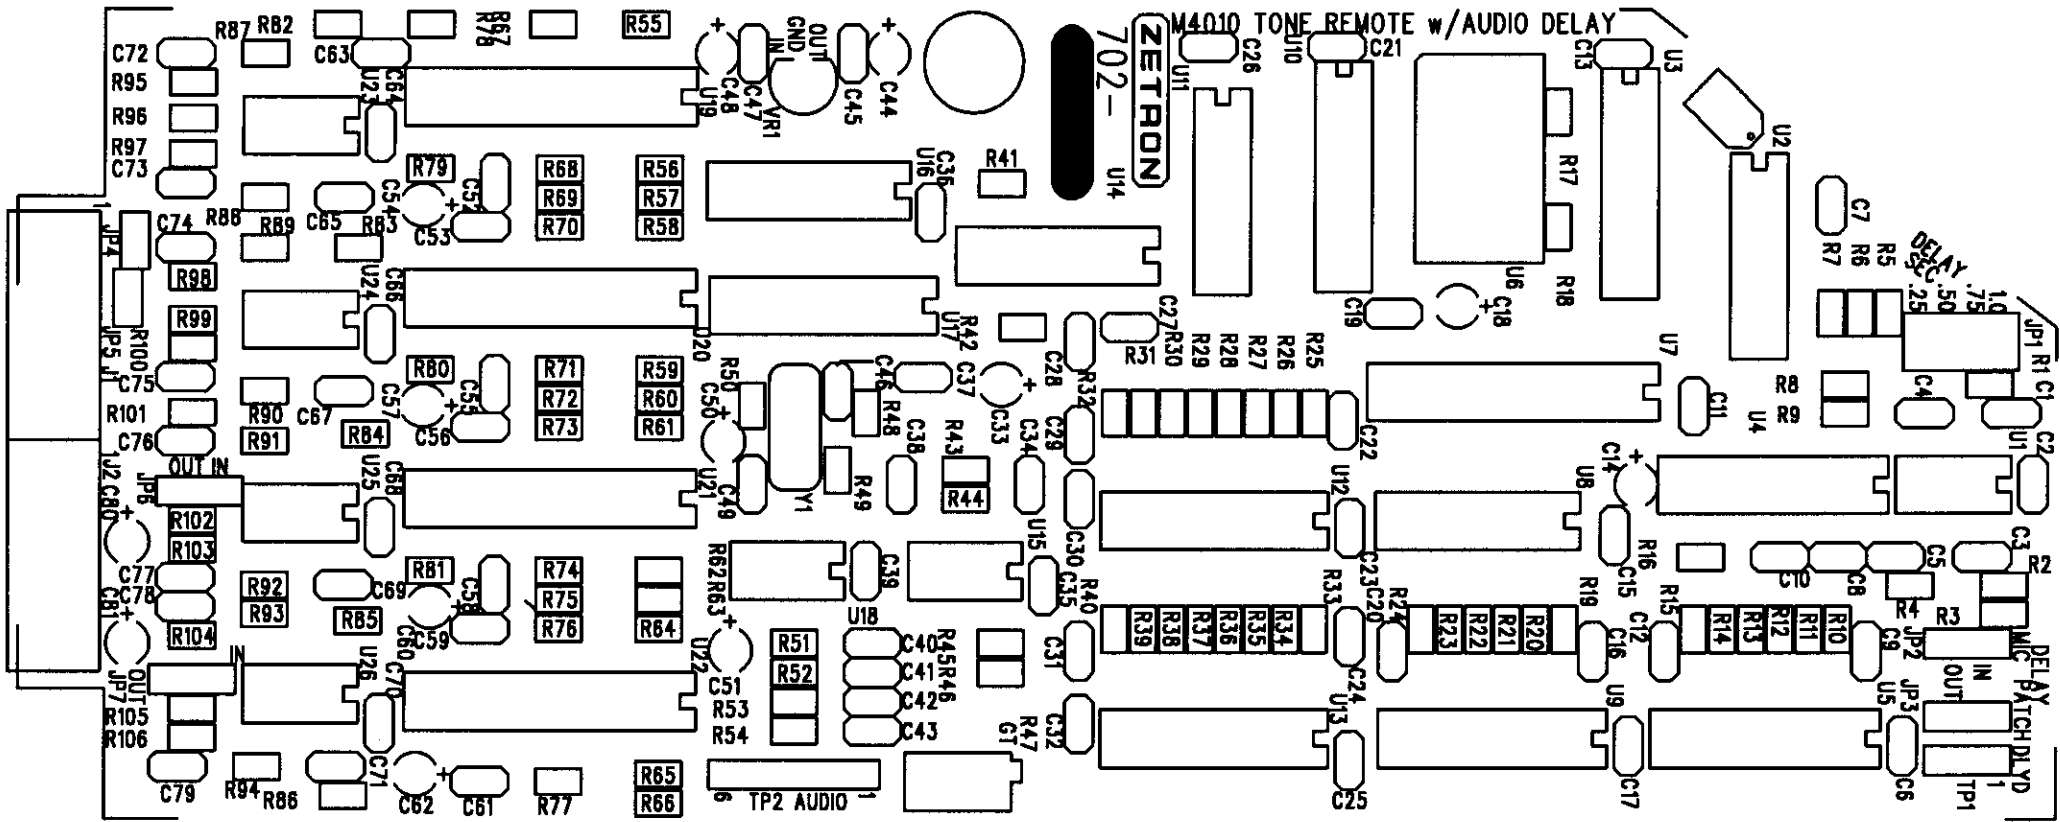 M4010 TONE REMOTE w/AUDIO DELAY
ZETRON
702-
R87
R82
C72
C63
R78
R67
R55
R95
R96
R97
C73
U23
C64
U19
C48
C47
VR1
IN
GND
OUT
C45
C44
U11
C26
U10
C21
C13
U3
U2
R17
R18
U6
C18
C19
R79
C54
C52
C53
R68
R69
R70
R56
R57
R58
U16
C36
R41
U14
1
JP4
C74
R88
R89
C65
R83
R98
R99
R100
JP5
J1
C75
R101
C76
U24
C66
U20
U17
R42
C27
R31
R30
R29
R28
R27
R26
R25
C28
R32
C29
U7
C11
C7
R7
R6
R5
DELAY
SEC
.25
.50
.75
1.0
JP1
R1
C1
R8
R9
U4
C4
U1
C2
R90
R91
C67
R84
R80
C57
C55
C56
R71
R72
R73
R59
R60
R61
R50
C50
C46
R48
C37
C33
C38
R43
C34
R44
R49
Y1
C49
U21
C22
U12
U8
C14
1
J2
C80
JP6
OUT IN
R102
R103
C77
C78
C81
R104
U25
C68
R92
R93
C69
R85
R81
C58
C59
C60
R74
R75
R76
R64
R62
R63
C39
U15
C35
C30
R40
R33
C23
C20
R24
R19
C15
R16
R15
C12
C16
C10
C8
C5
C3
R2
R4
R3
R39
R38
R37
R36
R35
R34
R23
R22
R21
R20
R14
R13
R12
R11
R10
C9
JP2
MIC
DELAY
IN
OUT
PATCH
DLYD
JP3
U5
C6
TP1
1
JP7
OUT
IN
R105
R106
C79
R94
R86
U26
C70
C71
C62
C61
R77
R65
R66
U22
C51
R51
R52
R53
R54
U18
C40
C41
C42
C43
R45
R46
R47
GT
C31
C32
C24
U13
C25
U9
C17
6
TP2 AUDIO
1